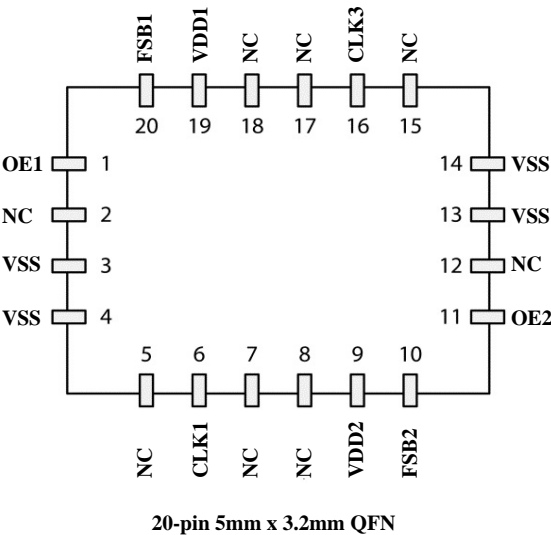 FSB1 VDD1 NC NC CLK3 NC
20 19 18 17 16 15
OE1 1 14 VSS
NC 2 13 VSS
VSS 3 12 NC
VSS 4 11 OE2
5 6 7 8 9 10
NC CLK1 NC NC VDD2 FSB2
20-pin 5mm x 3.2mm QFN